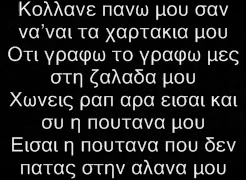 Κολλανε πανω μου σαν
να’ναι τα χαρτακια μου
Οτι γραφω το γραφω μες
στη ζαλαδα μου
Χωνεις ραπ αρα εισαι και
συ η πουτανα μου
Εισαι η πουτανα που δεν
πατας στην αλανα μου